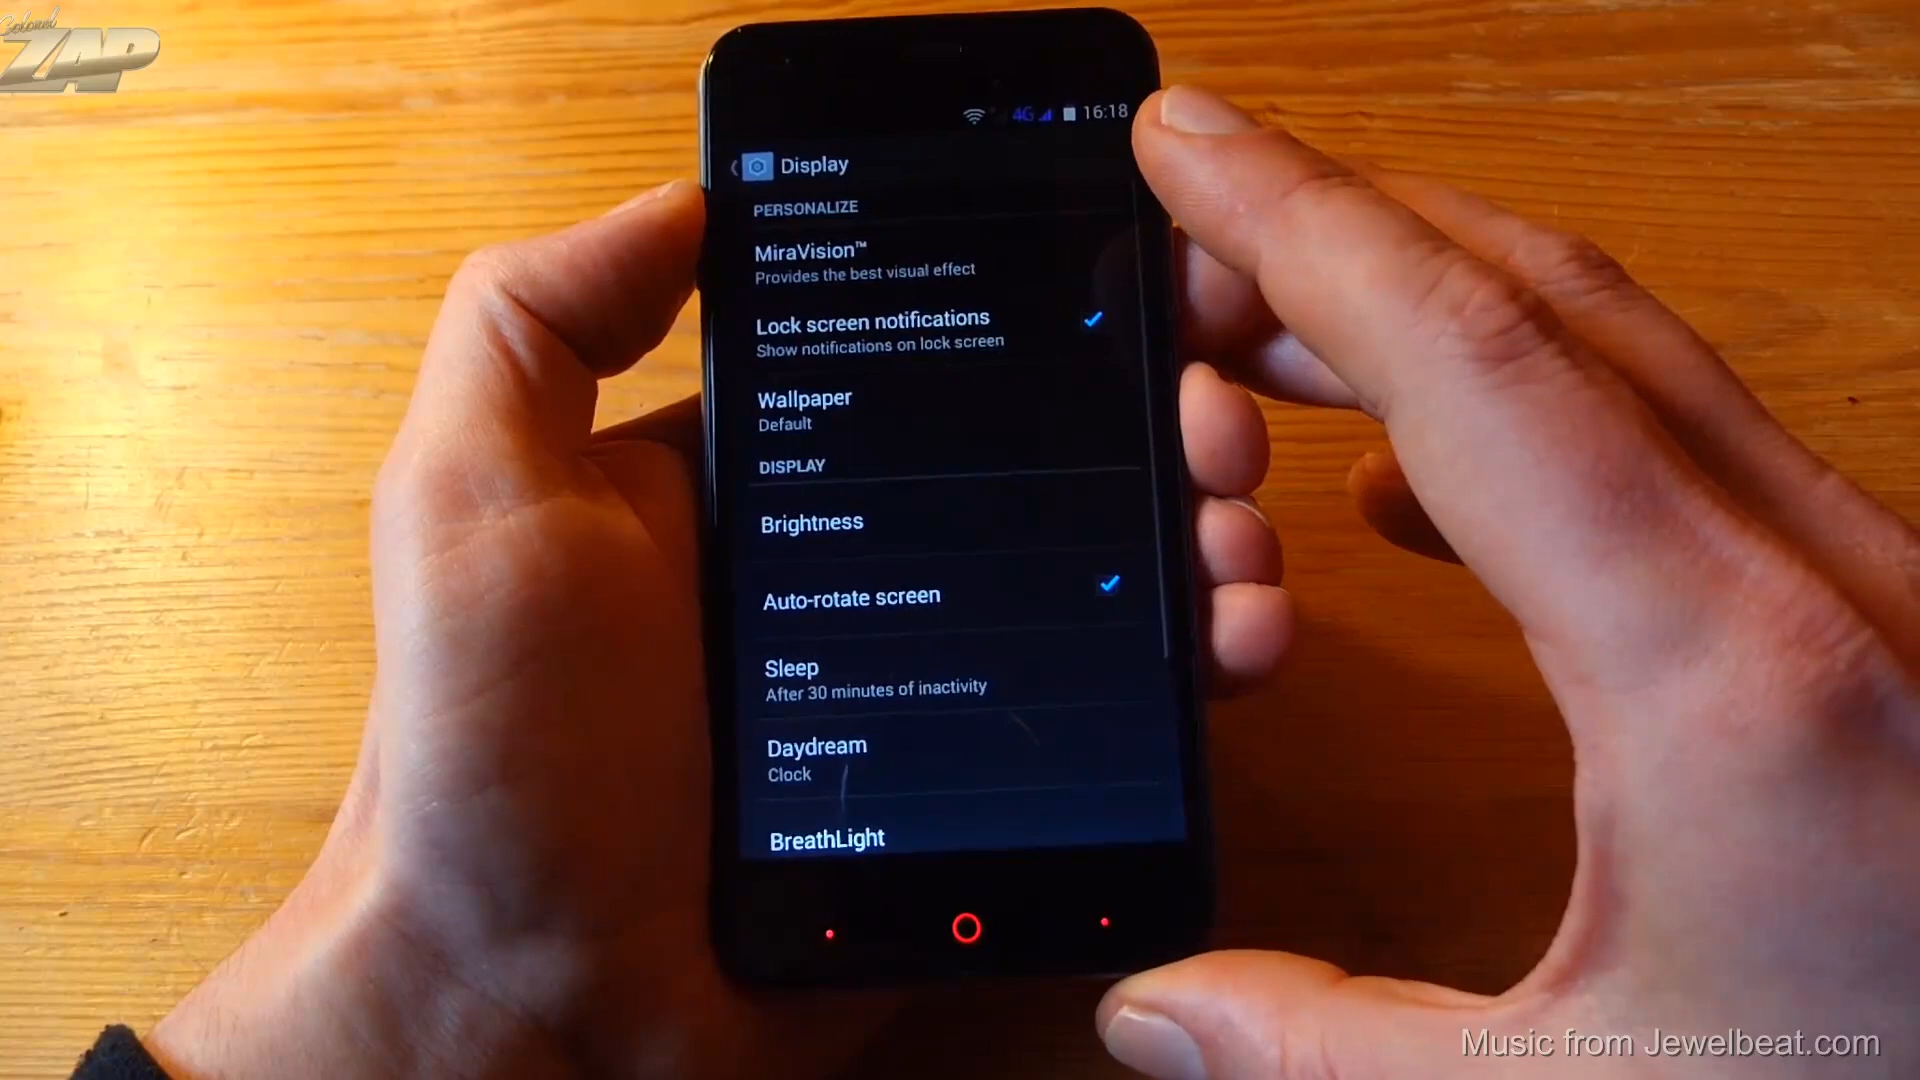 Colonel
ZAP
4G 16:18
Display
PERSONALIZE
MiraVision™
Provides the best visual effect
Lock screen notifications
Show notifications on lock screen
Wallpaper
Default
DISPLAY
Brightness
Auto-rotate screen
Sleep
After 30 minutes of inactivity
Daydream
Clock
BreathLight
Music from Jewelbeat.com